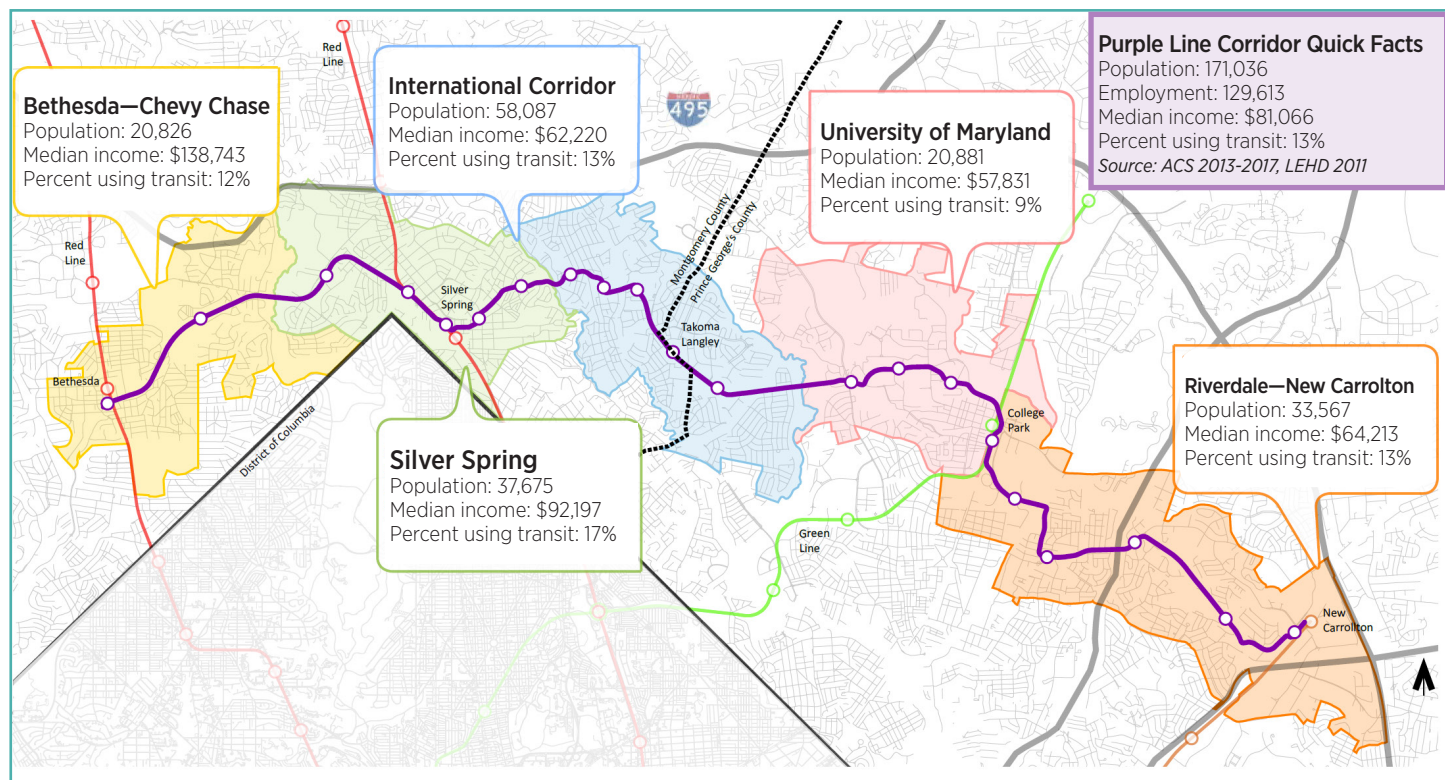 Red
Line
Bethesda—Chevy Chase
Population: 20,826
Median income: $138,743
Percent using transit: 12%
International Corridor
Population: 58,087
Median income: $62,220
Percent using transit: 13%
495
University of Maryland
Population: 20,881
Median income: $57,831
Percent using transit: 9%
Purple Line Corridor Quick Facts
Population: 171,036
Employment: 129,613
Median income: $81,066
Percent using transit: 13%
Source: ACS 2013-2017, LEHD 2011
Red
Line
Montgomery County
Prince George's County
Silver
Spring
Takoma
Langley
Bethesda
District of Columbia
College
Park
Riverdale—New Carrolton
Population: 33,567
Median income: $64,213
Percent using transit: 13%
Silver Spring
Population: 37,675
Median income: $92,197
Percent using transit: 17%
Green
Line
New
Carrollton